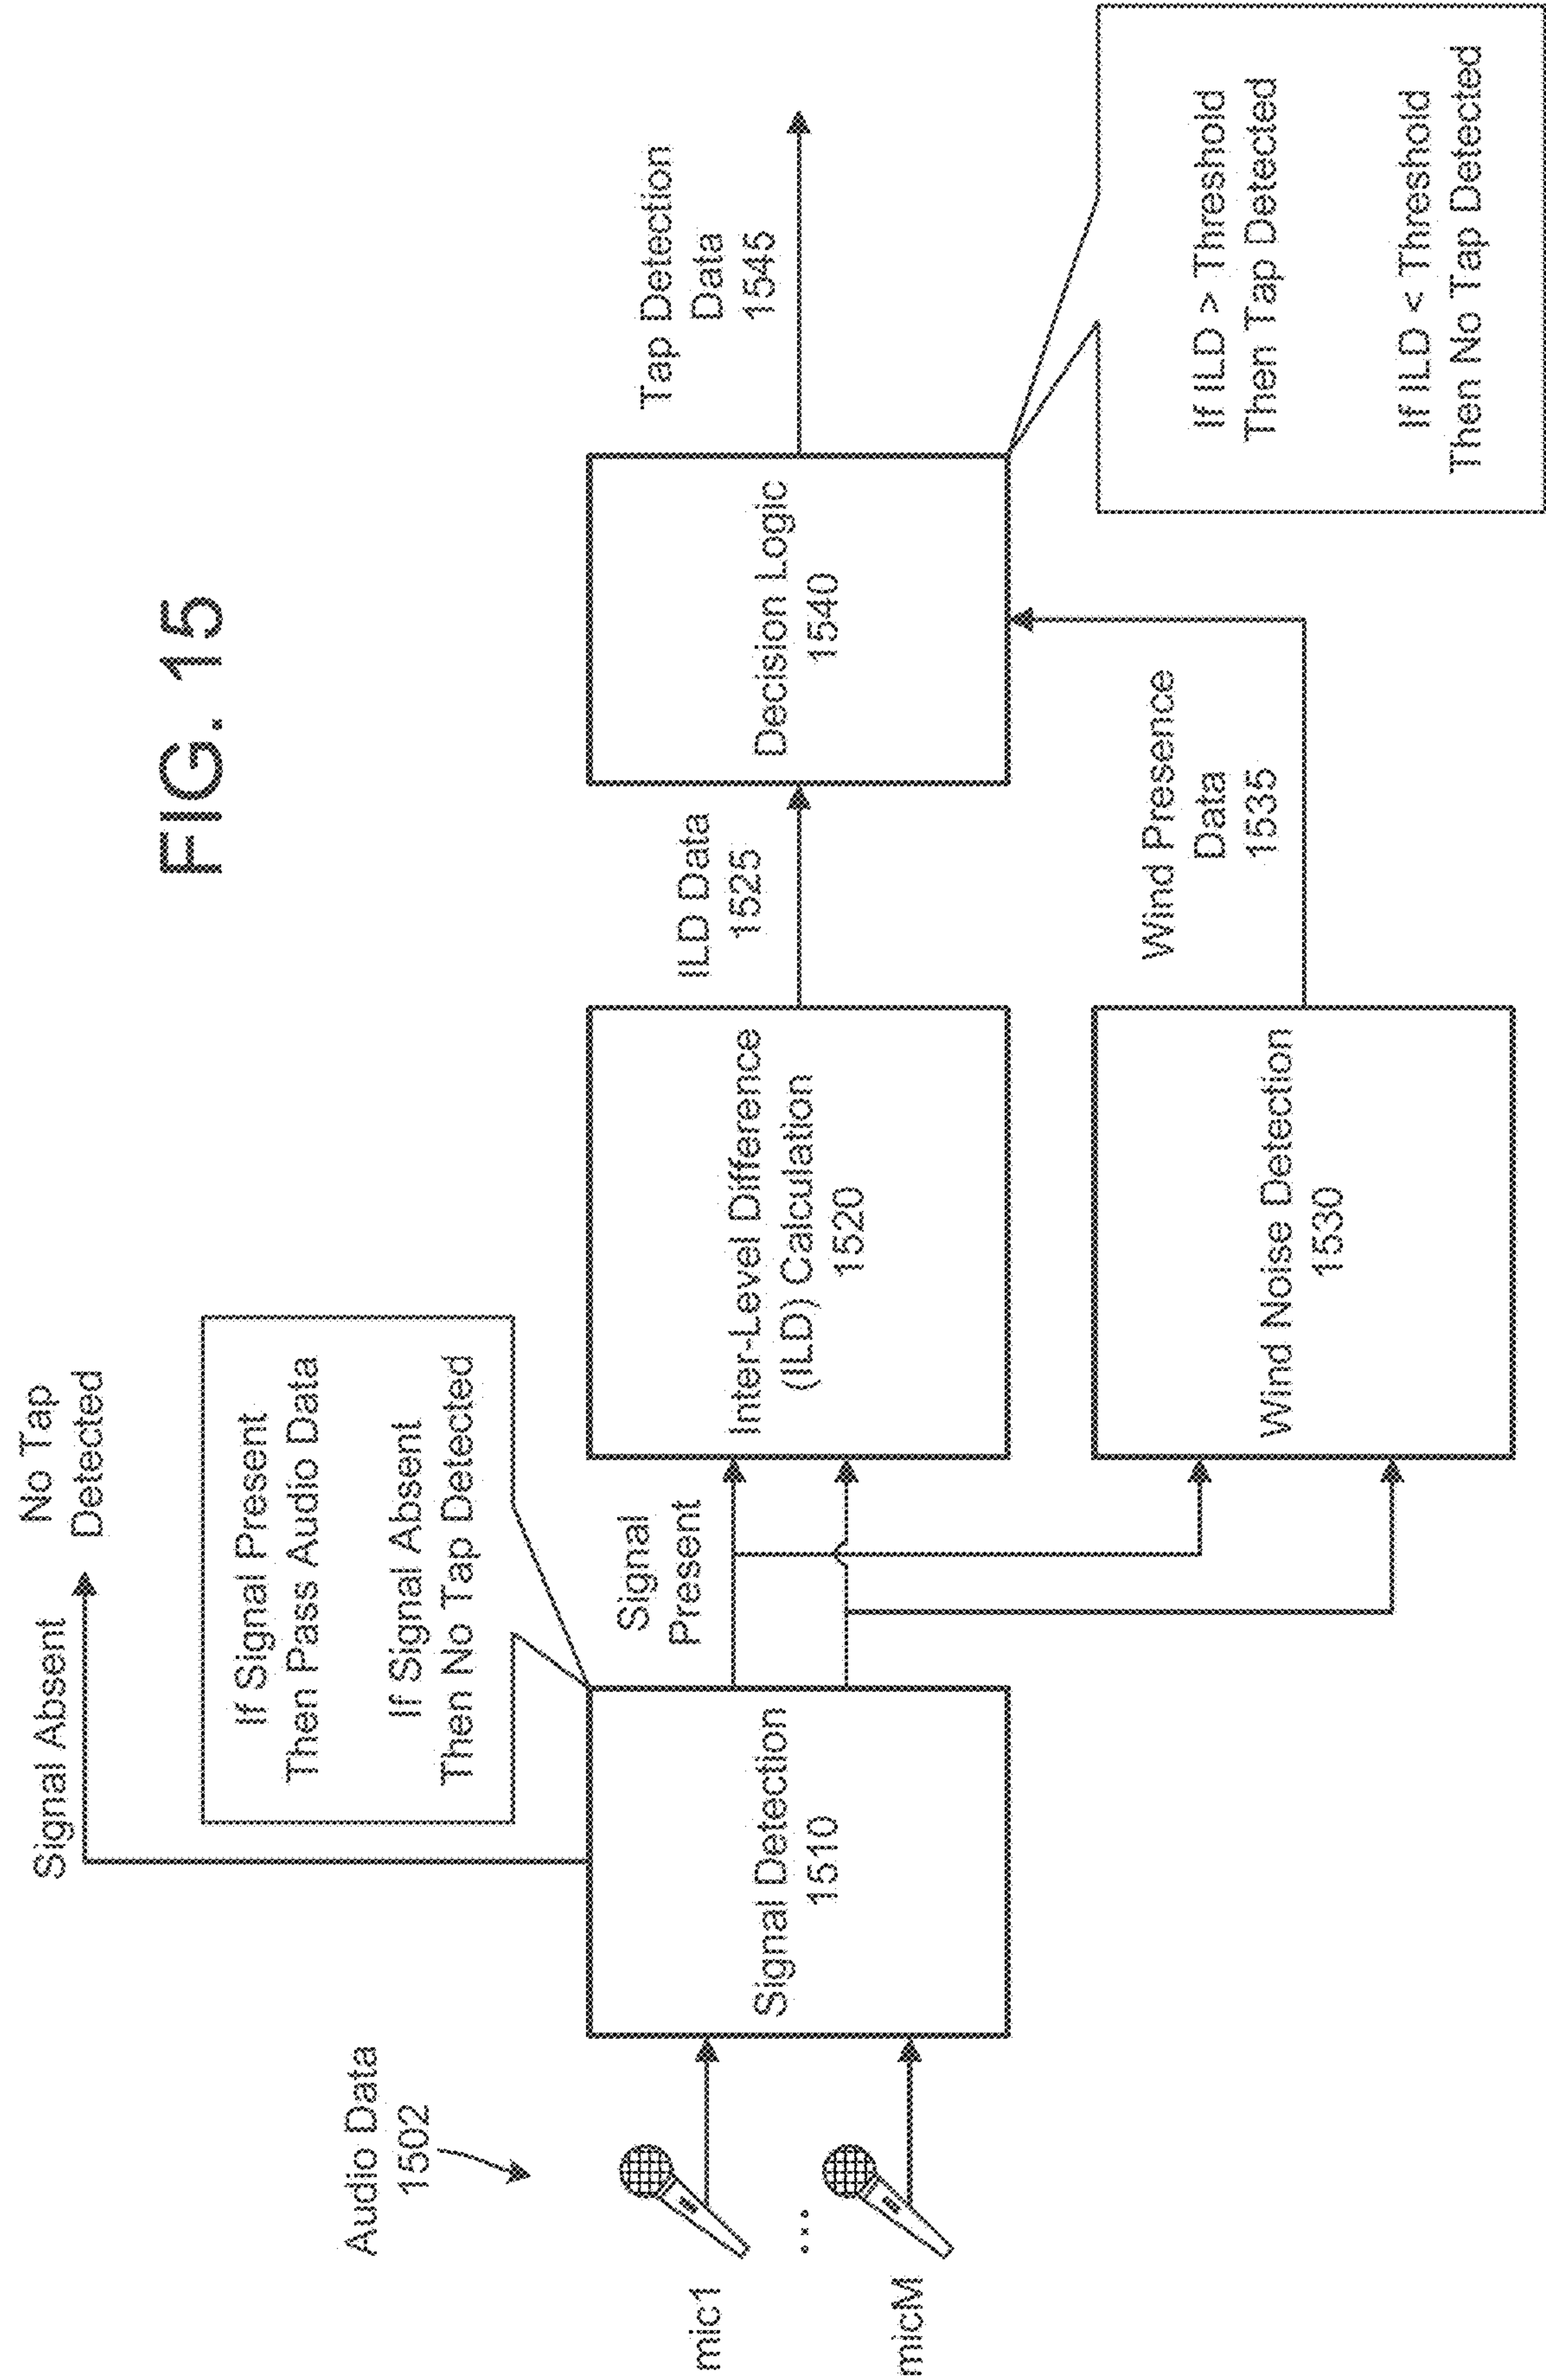 FIG. 15
No Tap
Detected
Signal Absent
If Signal Present
Then Pass Audio Data
If Signal Absent
Then No Tap Detected
Audio Data
1502
mic1
...
micM
Signal Detection
1510
Signal
Present
Inter-Level Difference
(ILD) Calculation
1520
Wind Noise Detection
1530
ILD Data
1525
Wind Presence
Data
1535
Decision Logic
1540
Tap Detection
Data
1545
If ILD > Threshold
Then Tap Detected
If ILD < Threshold
Then No Tap Detected